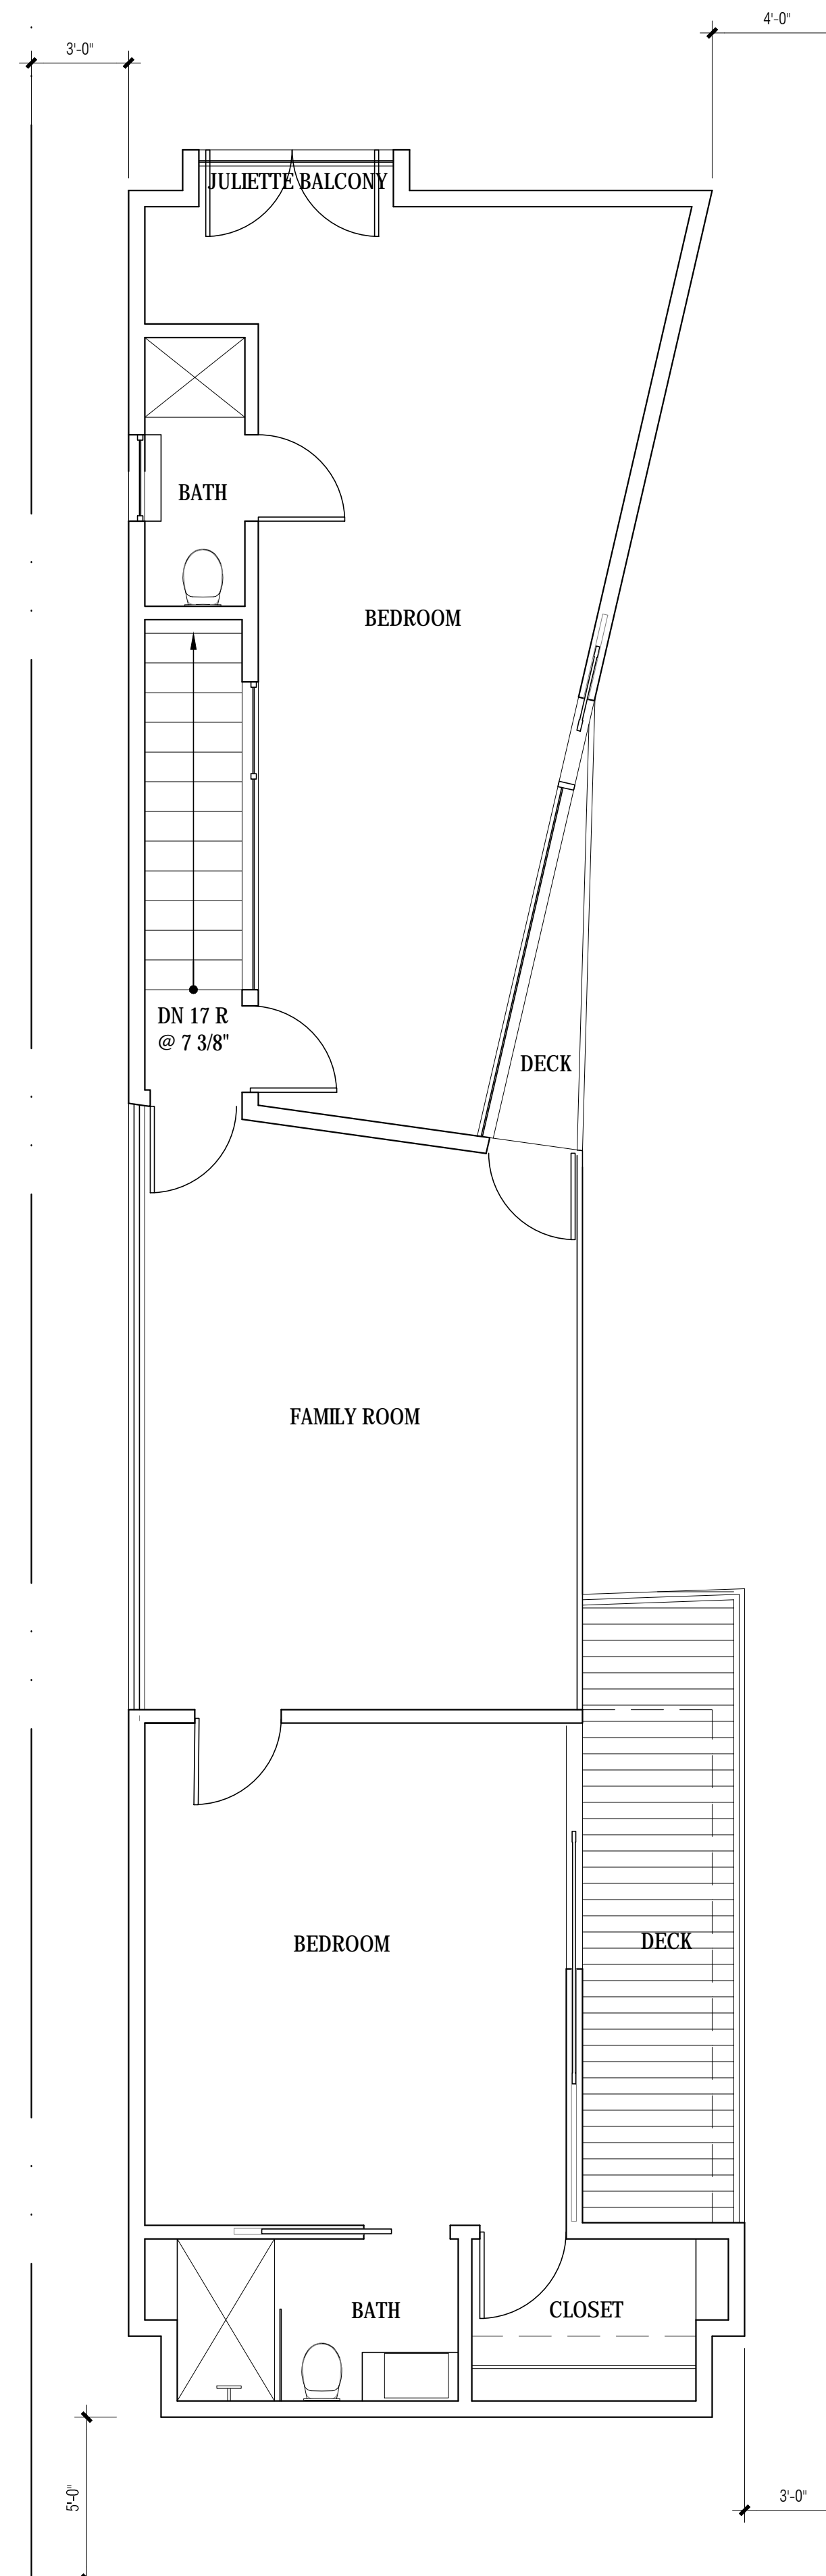 4'-0"
3'-0"
JULIETTE BALCONY
BATH
BEDROOM
DN 17 R
@ 7 3/8"
DECK
FAMILY ROOM
BEDROOM
DECK
BATH
CLOSET
5'-0"
3'-0"